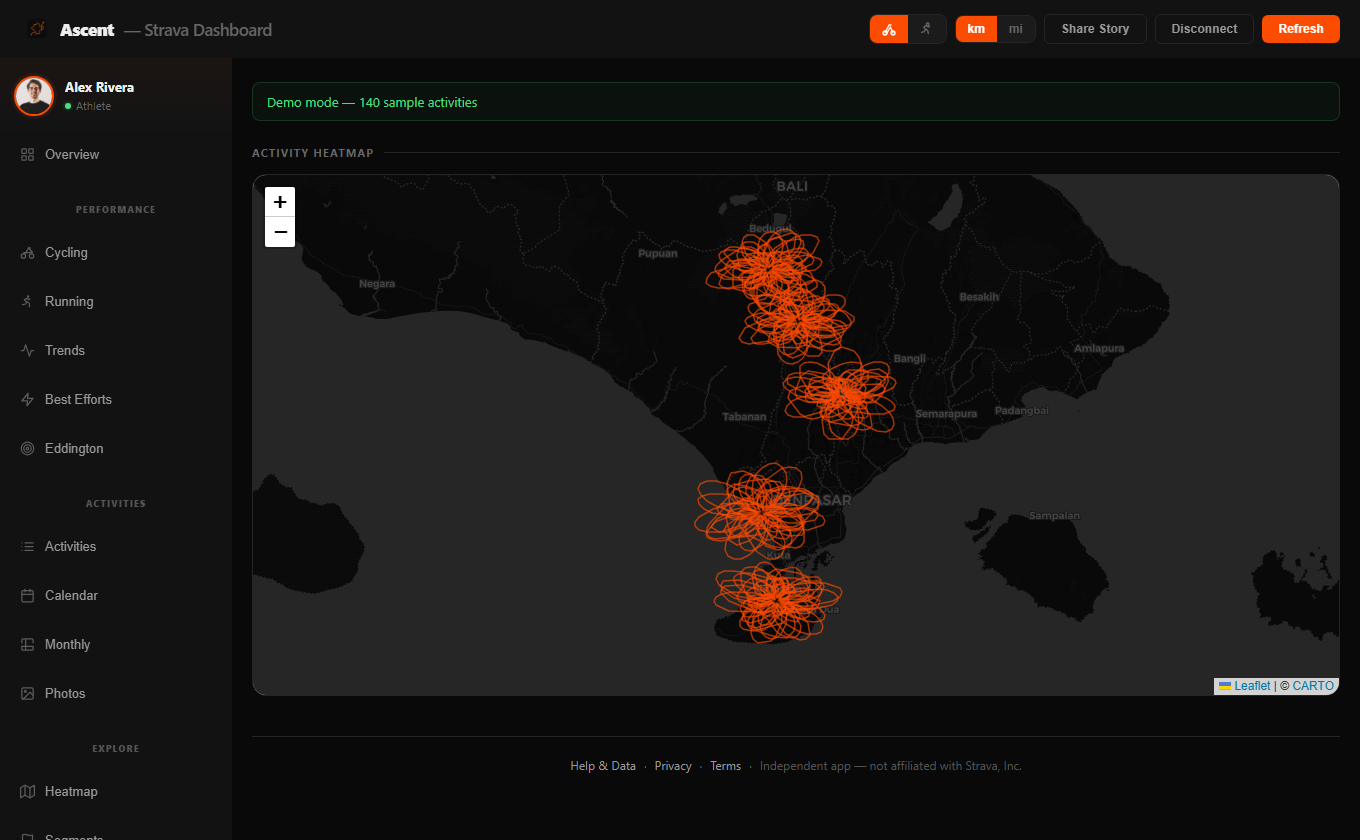 Ascent — Strava Dashboard
km mi Share Story Disconnect Refresh
Alex Rivera
Athlete
Overview
PERFORMANCE
Cycling
Running
Trends
Best Efforts
Eddington
ACTIVITIES
Activities
Calendar
Monthly
Photos
EXPLORE
Heatmap
Segments
Demo mode — 140 sample activities
ACTIVITY HEATMAP
+
−
BALI
Bedugul
Pupuan
Negara
Besakih
Amlapura
Bangli
Tabanan
Semarapura
Padangbai
Sampalan
Kuta
Leaflet | © CARTO
Help & Data · Privacy · Terms · Independent app — not affiliated with Strava, Inc.